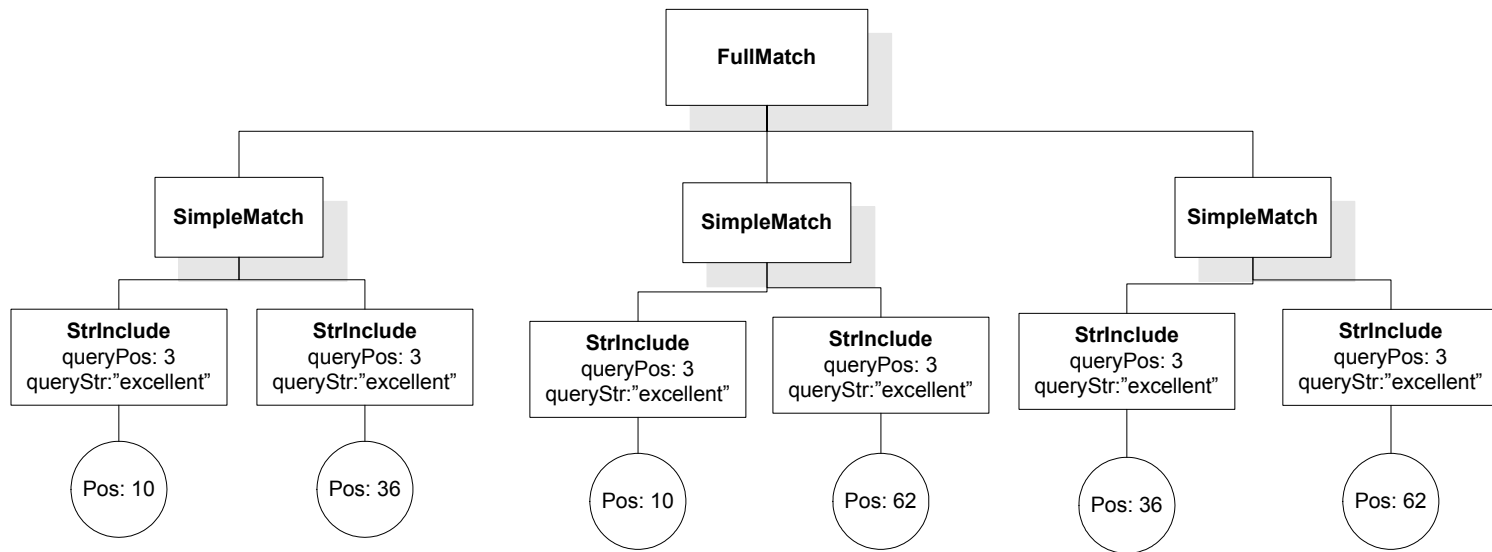 FullMatch
SimpleMatch
SimpleMatch
SimpleMatch
StrInclude
queryPos: 3
queryStr:”excellent”
StrInclude
queryPos: 3
queryStr:”excellent”
StrInclude
queryPos: 3
queryStr:”excellent”
StrInclude
queryPos: 3
queryStr:”excellent”
StrInclude
queryPos: 3
queryStr:”excellent”
StrInclude
queryPos: 3
queryStr:”excellent”
Pos: 10
Pos: 36
Pos: 10
Pos: 62
Pos: 36
Pos: 62